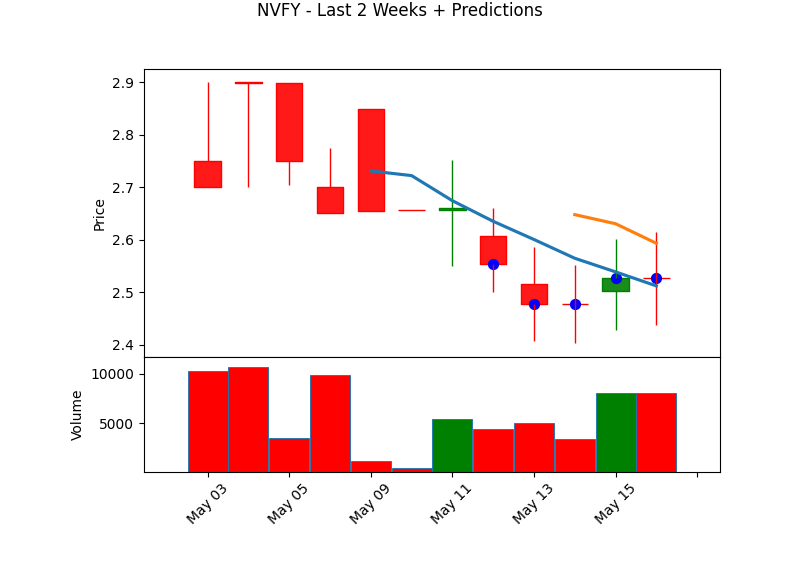 NVFY - Last 2 Weeks + Predictions
2.9
2.8
2.7
2.6
2.5
2.4
Price
10000
5000
Volume
May 03
May 05
May 09
May 11
May 13
May 15